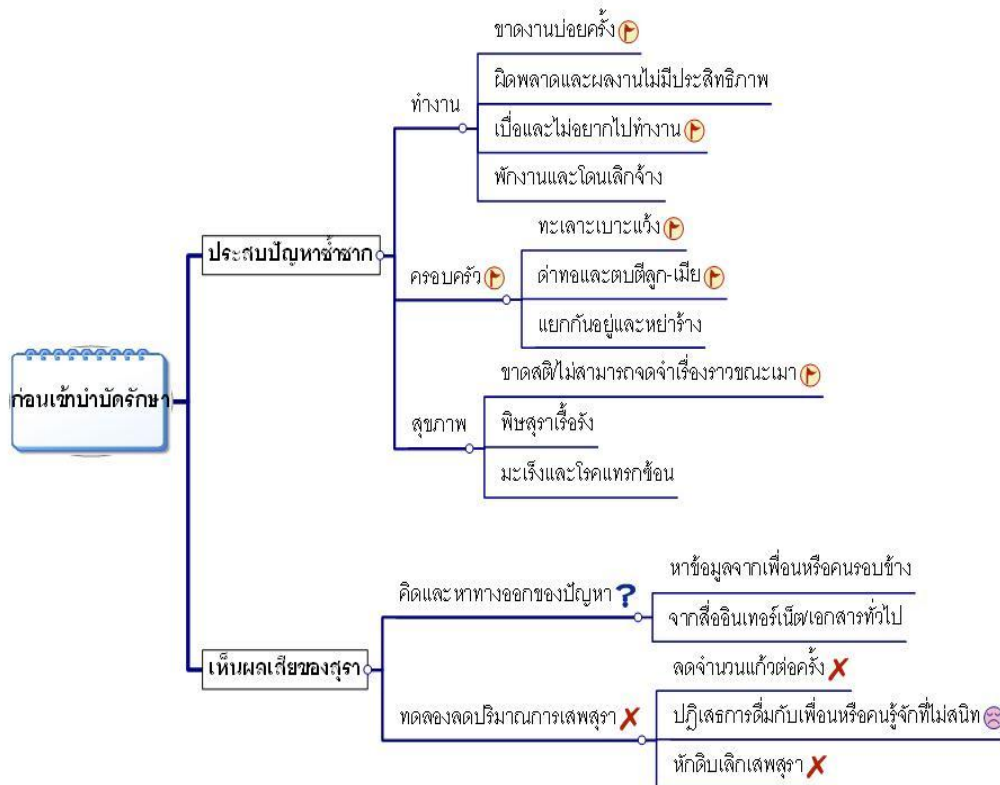 ก่อนเข้าบำบัดรักษา
ประสบปัญหาซ้ำซาก
ทำงาน
ขาดงานบ่อยครั้ง
ผิดพลาดและผลงานไม่มีประสิทธิภาพ
เบื่อและไม่อยากไปทำงาน
พักงานและโดนเลิกจ้าง
ครอบครัว
ทะเลาะเบาะแว้ง
ด่าทอและตบตีลูก-เมีย
แยกกันอยู่และหย่าร้าง
สุขภาพ
ขาดสติ/ไม่สามารถจดจำเรื่องราวขณะเมา
พิษสุราเรื้อรัง
มะเร็งและโรคแทรกซ้อน
เห็นผลเสียของสุรา
คิดและหาทางออกของปัญหา ?
หาข้อมูลจากเพื่อนหรือคนรอบข้าง
จากสื่ออินเทอร์เน็ต/เอกสารทั่วไป
ทดลองลดปริมาณการเสพสุรา
ลดจำนวนแก้วต่อครั้ง
ปฏิเสธการดื่มกับเพื่อนหรือคนรู้จักที่ไม่สนิท
หักดิบเลิกเสพสุรา